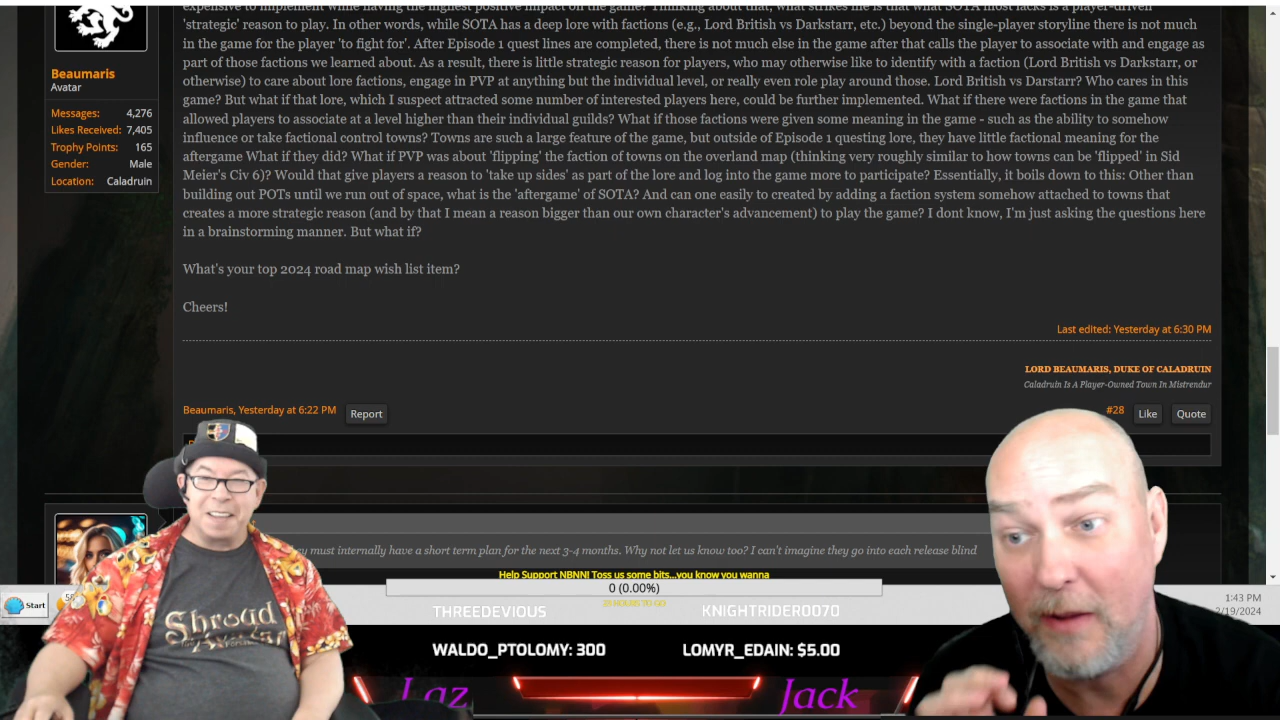 expensive to implement while having the highest positive impact on the game? Thinking about that, what strikes me is that what SOTA most lacks is a player-driven
'strategic' reason to play. In other words, while SOTA has a deep lore with factions (e.g., Lord British vs Darkstarr, etc.) beyond the single-player storyline there is not much
in the game for the player 'to fight for'. After Episode 1 quest lines are completed, there is not much else in the game after that calls the player to associate with and engage as
part of those factions we learned about. As a result, there is little strategic reason for players, who may otherwise like to identify with a faction (Lord British vs Darkstarr, or
otherwise) to care about lore factions, engage in PVP at anything but the individual level, or really even role play around those. Lord British vs Darstarr? Who cares in this
game? But what if that lore, which I suspect attracted some number of interested players here, could be further implemented. What if there were factions in the game that
allowed players to associate at a level higher than their individual guilds? What if those factions were given some meaning in the game - such as the ability to somehow
influence or take factional control towns? Towns are such a large feature of the game, but outside of Episode 1 questing lore, they have little factional meaning for the
aftergame What if they did? What if PVP was about 'flipping' the faction of towns on the overland map (thinking very roughly similar to how towns can be 'flipped' in Sid
Meier's Civ 6)? Would that give players a reason to 'take up sides' as part of the lore and log into the game more to participate? Essentially, it boils down to this: Other than
building out POTs until we run out of space, what is the 'aftergame' of SOTA? And can one easily to created by adding a faction system somehow attached to towns that
creates a more strategic reason (and by that I mean a reason bigger than our own character's advancement) to play the game? I dont know, I'm just asking the questions here
in a brainstorming manner. But what if?
What's your top 2024 road map wish list item?
Cheers!
Last edited: Yesterday at 6:30 PM
LORD BEAUMARIS, DUKE OF CALADRUIN
Caladruin Is A Player-Owned Town In Mistrendur
Beaumaris
Avatar
Messages: 4,276
Likes Received: 7,405
Trophy Points: 165
Gender: Male
Location: Caladruin
Beaumaris, Yesterday at 6:22 PM Report
#28 Like Quote
must internally have a short term plan for the next 3-4 months. Why not let us know too? I can't imagine they go into each release blind
Help Support NBNN! Toss us some bits...you know you wanna
0 (0.00%)
Start
1:43 PM
2/19/2024
THREEDEVIOUS KNIGHTRIDER0070
WALDO_PTOLOMY: 300 LOMYR_EDAIN: $5.00
Shroud
Laz Jack